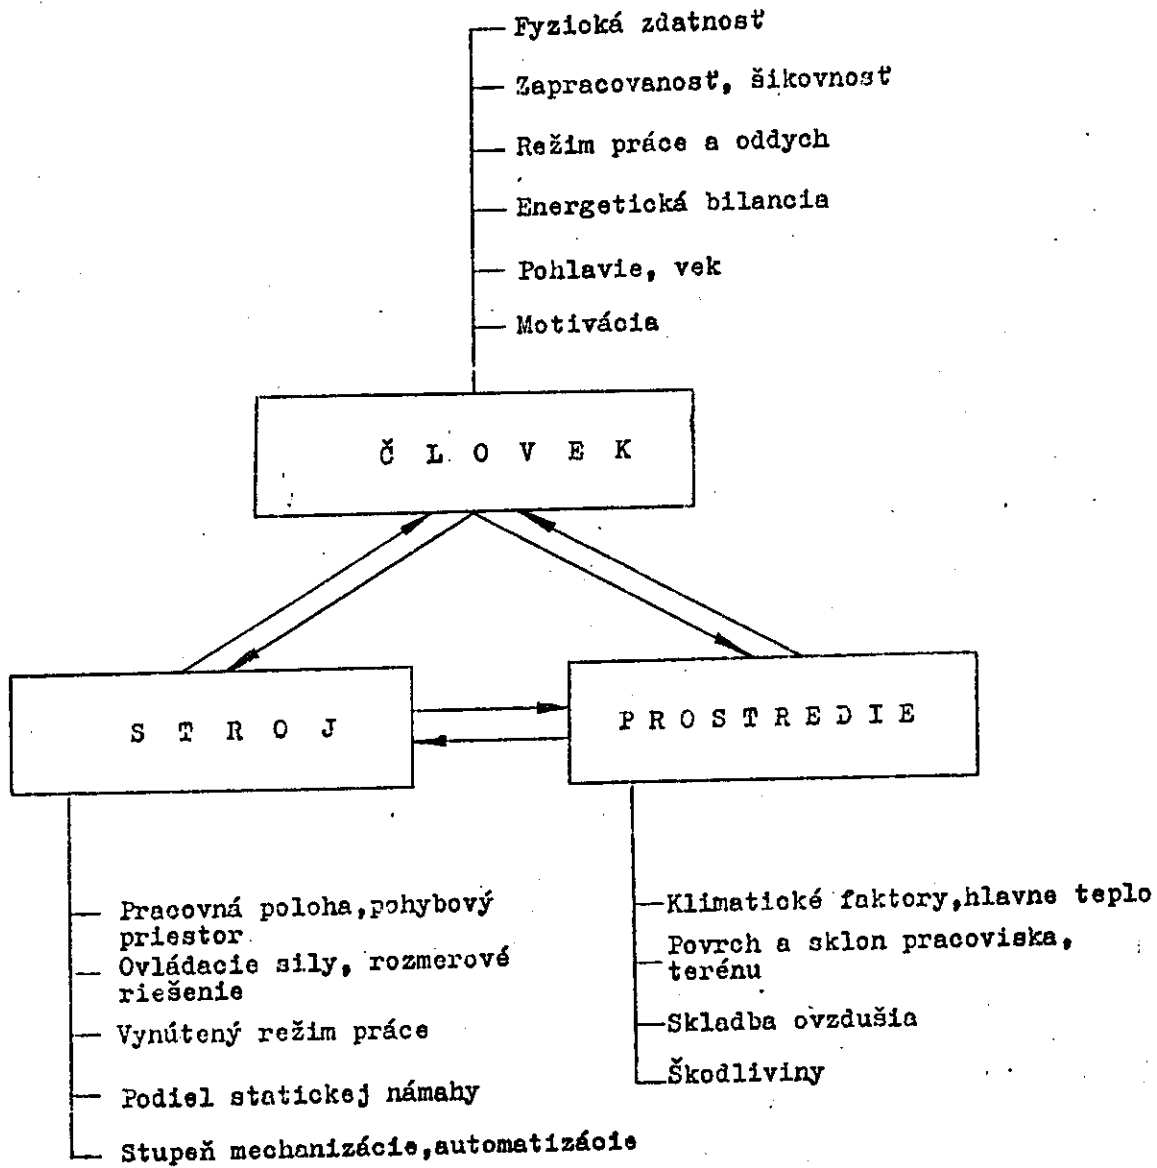 Fyzická zdatnosť
Zapracovanosť, šikovnosť
Režim práce a oddych
Energetická bilancia
Pohlavie, vek
Motivácia
Č L O V E K
S T R O J
P R O S T R E D I E
Pracovná poloha,pohybový
priestor
Ovládacie sily, rozmerové
riešenie
Vynútený režim práce
Podiel statickej námahy
Stupeň mechanizácie,automatizácie
Klimatické faktory,hlavne teplo
Povrch a sklon pracoviska,
terénu
Skladba ovzdušia
Škodliviny